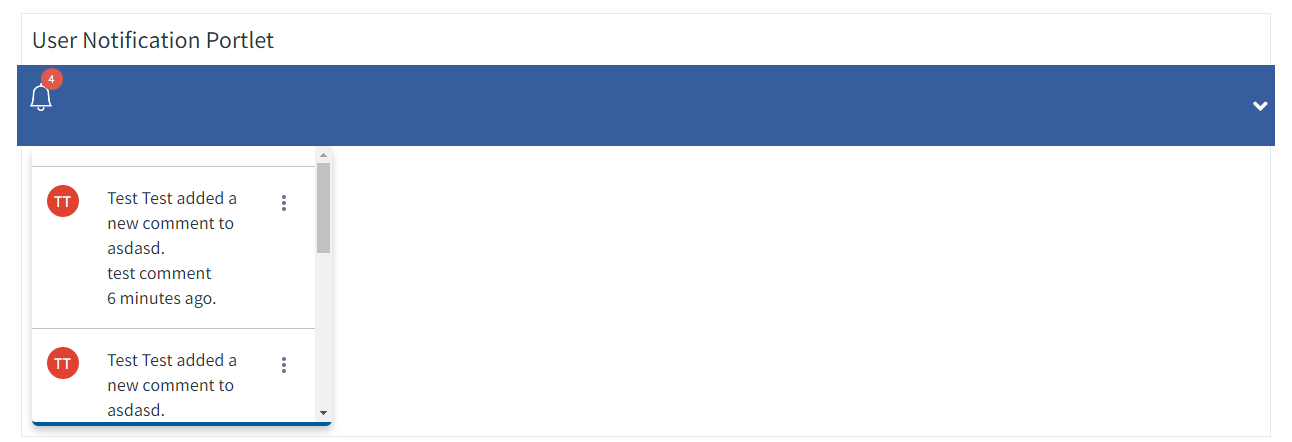 User Notification Portlet
4
TT
Test Test added a
new comment to
asdasd.
test comment
6 minutes ago.
TT
Test Test added a
new comment to
asdasd.